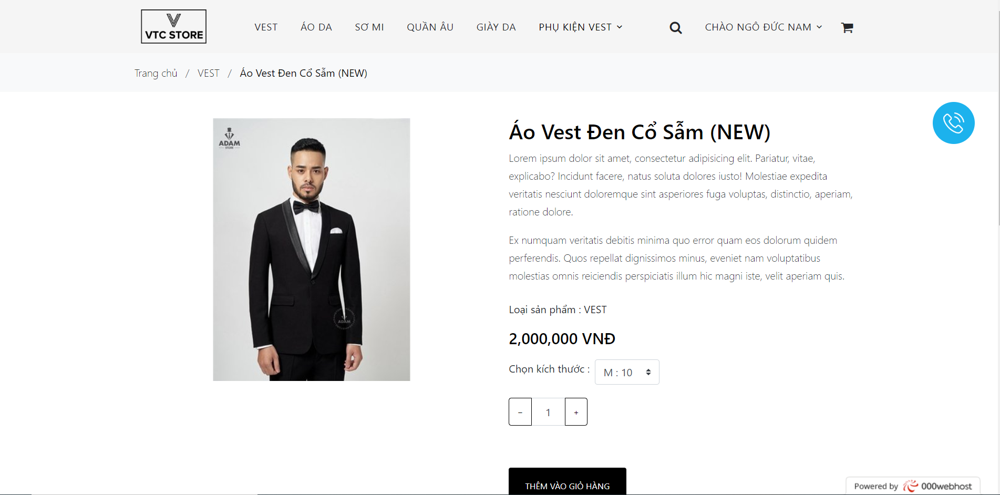 VTC STORE
VEST
ÁO DA
SƠ MI
QUẦN ÂU
GIÀY DA
PHỤ KIỆN VEST
CHÀO NGÔ ĐỨC NAM
Trang chủ / VEST / Áo Vest Đen Cổ Sẫm (NEW)
ADAM
STORE
ADAM
Áo Vest Đen Cổ Sẫm (NEW)
Lorem ipsum dolor sit amet, consectetur adipisicing elit. Pariatur, vitae,
explicabo? Incidunt facere, natus soluta dolores iusto! Molestiae expedita
veritatis nesciunt doloremque sint asperiores fuga voluptas, distinctio, aperiam,
ratione dolore.
Ex numquam veritatis debitis minima quo error quam eos dolorum quidem
perferendis. Quos repellat dignissimos minus, eveniet nam voluptatibus
molestias omnis reiciendis perspiciatis illum hic magni iste, velit aperiam quis.
Loại sản phẩm : VEST
2,000,000 VNĐ
Chọn kích thước : M : 10
− 1 +
THÊM VÀO GIỎ HÀNG
Powered by 000webhost